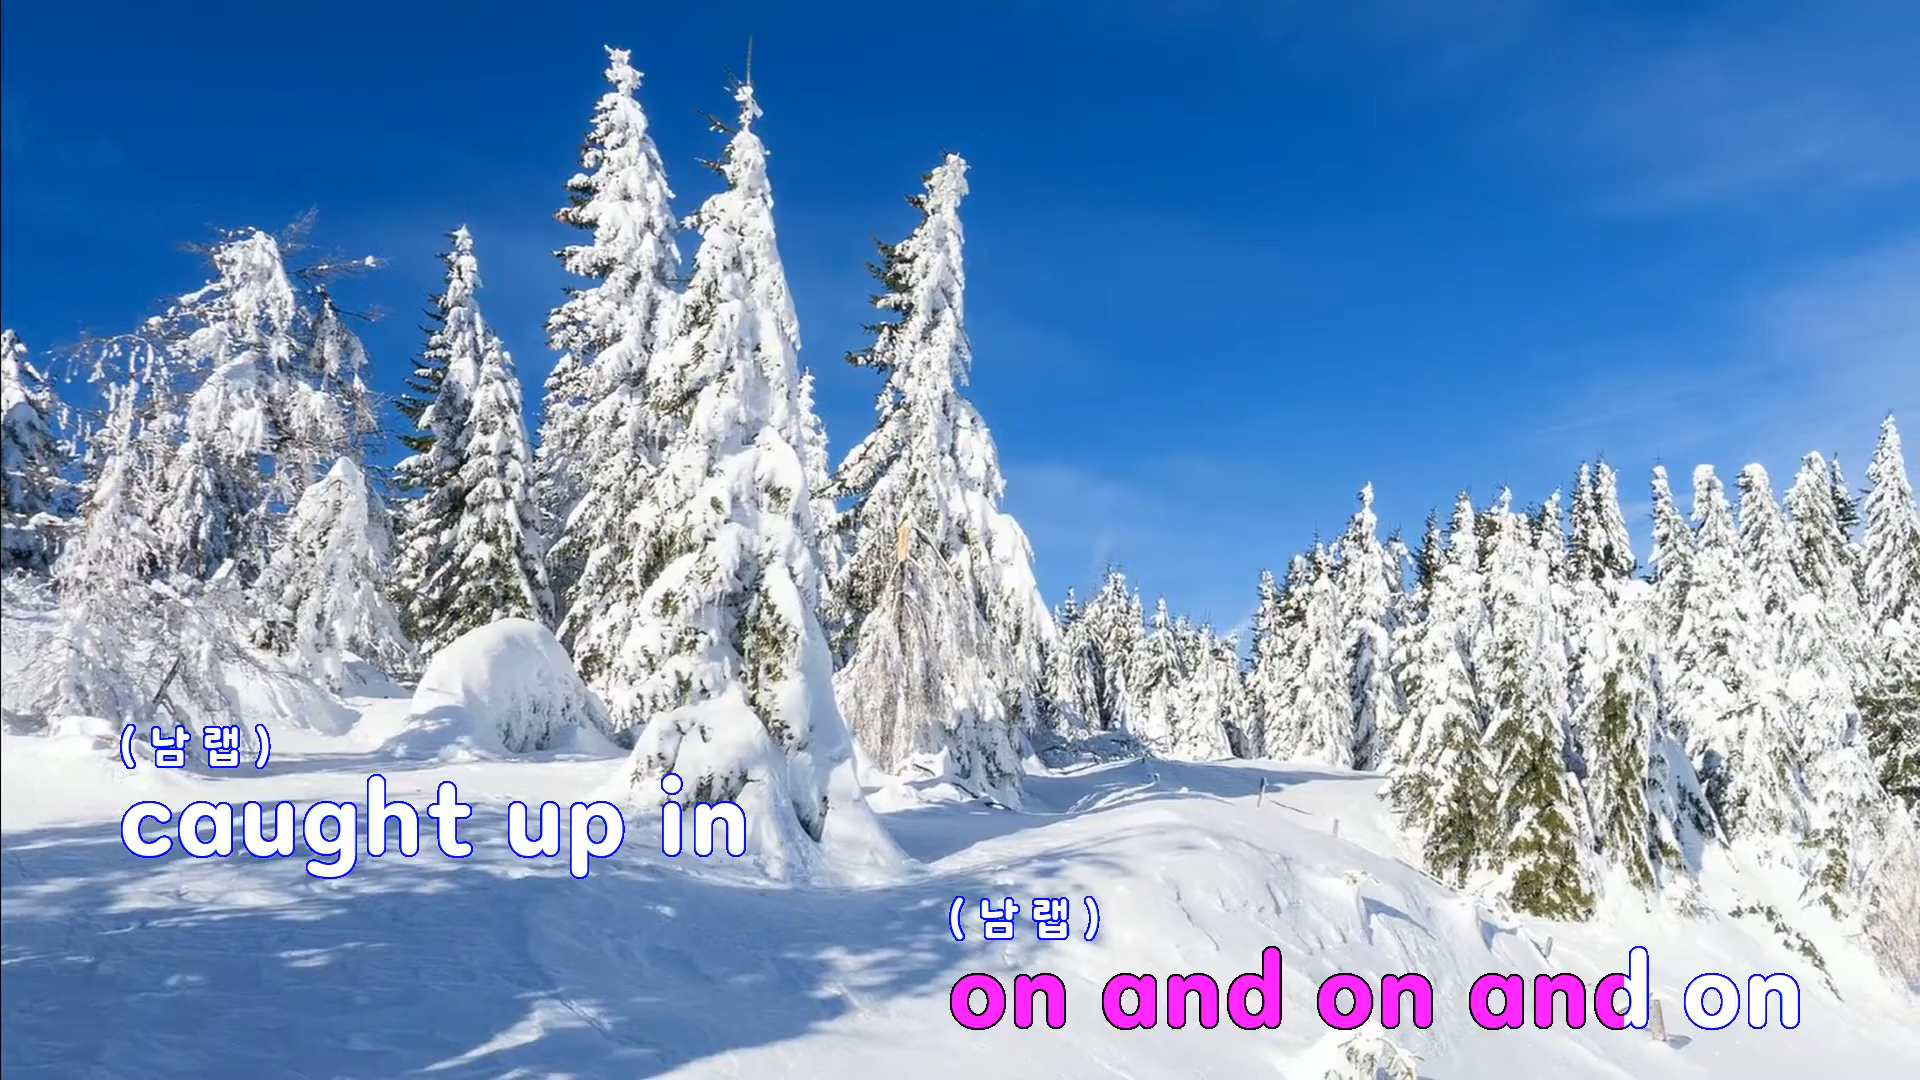 (남랩)
caught up in
(남랩)
on and on and on